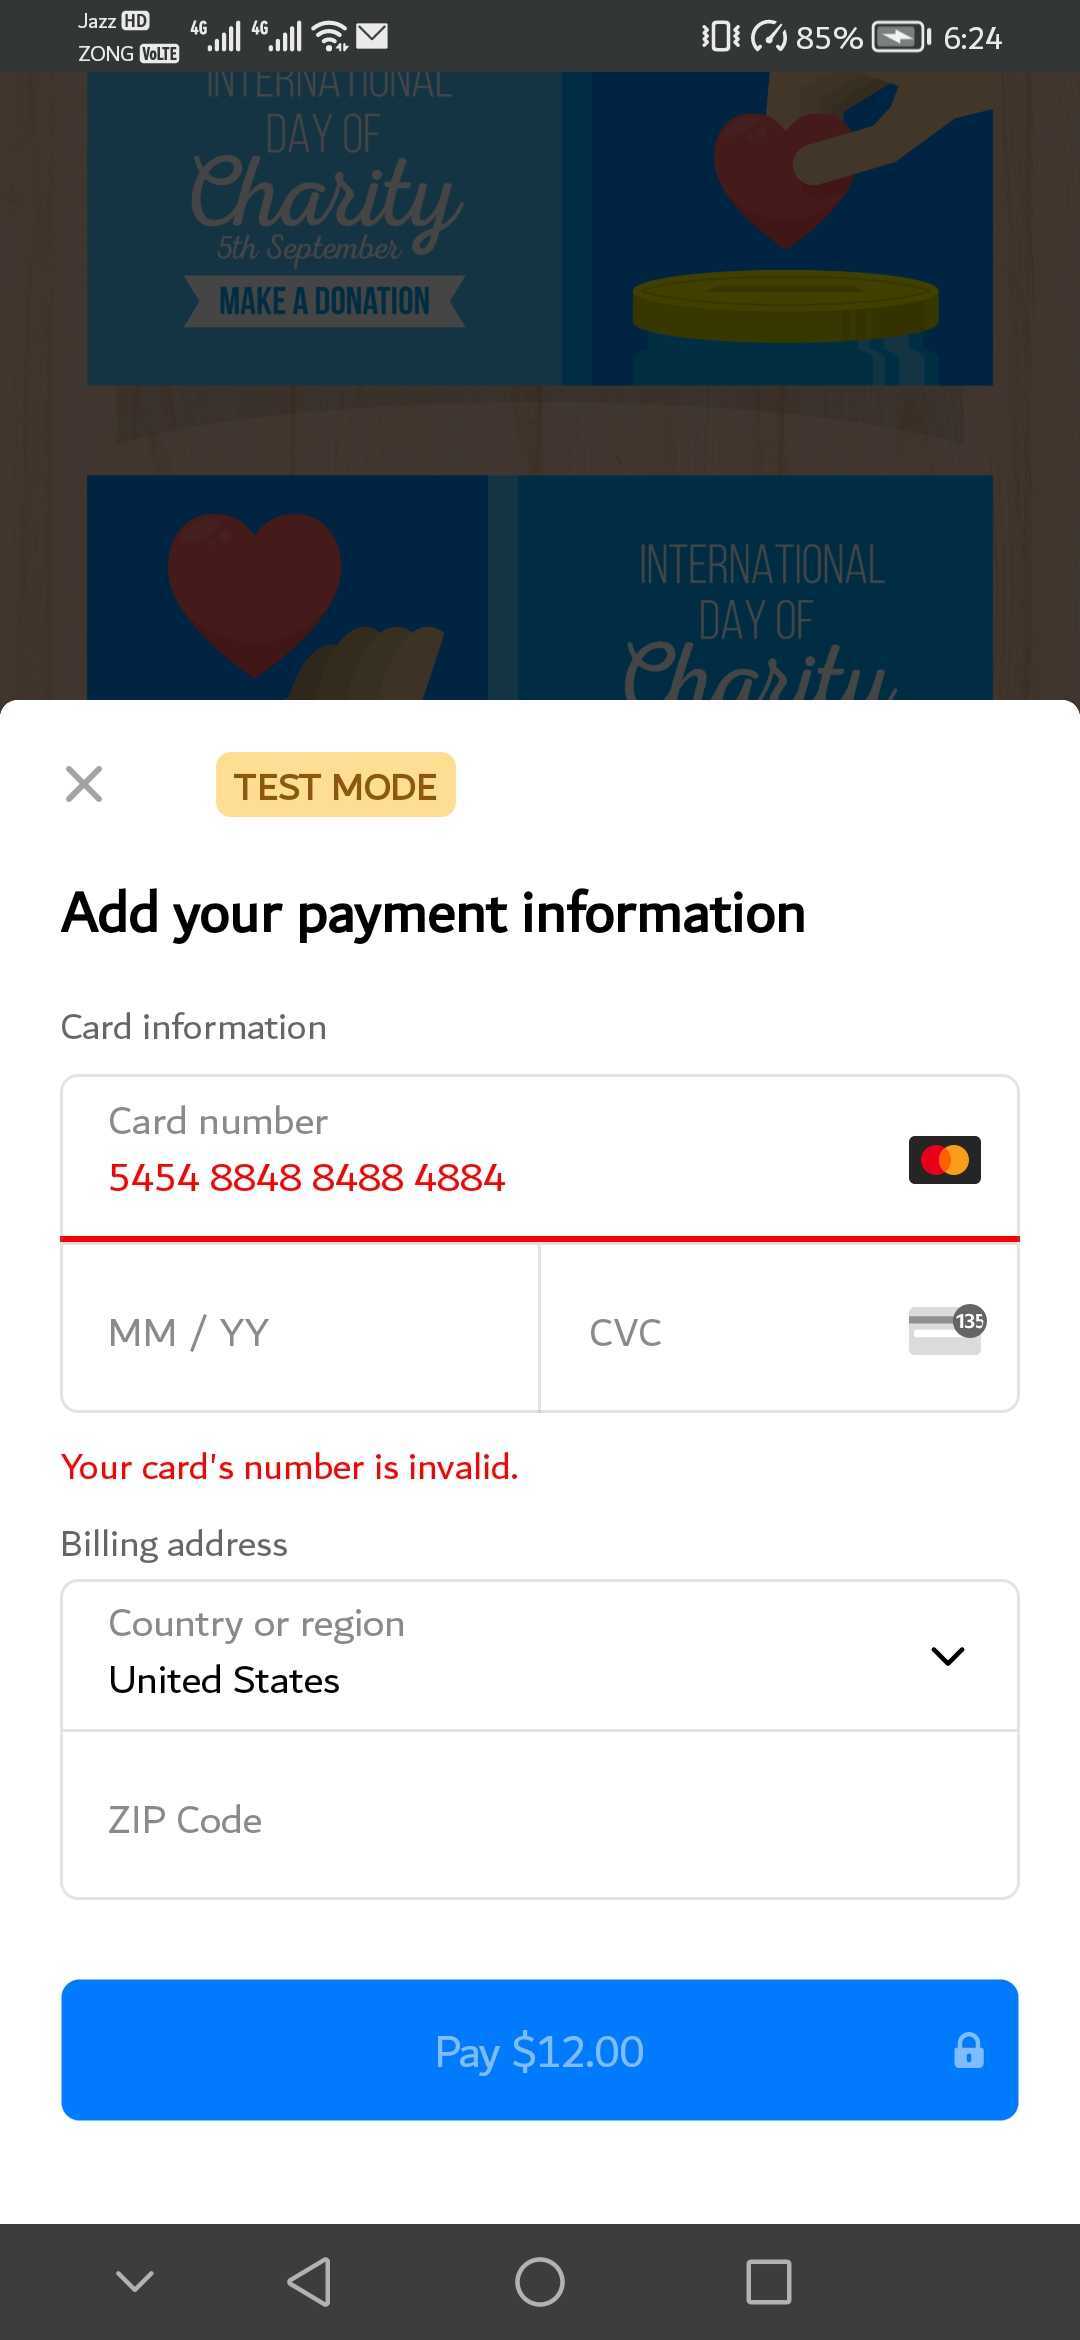 Jazz HD
ZONG VoLTE
4G 4G
85% 6:24
INTERNATIONAL
DAY OF
Charity
5th September
MAKE A DONATION
INTERNATIONAL
DAY OF
Charity
TEST MODE
Add your payment information
Card information
Card number
5454 8848 8488 4884
MM / YY
CVC
135
Your card's number is invalid.
Billing address
Country or region
United States
ZIP Code
Pay $12.00